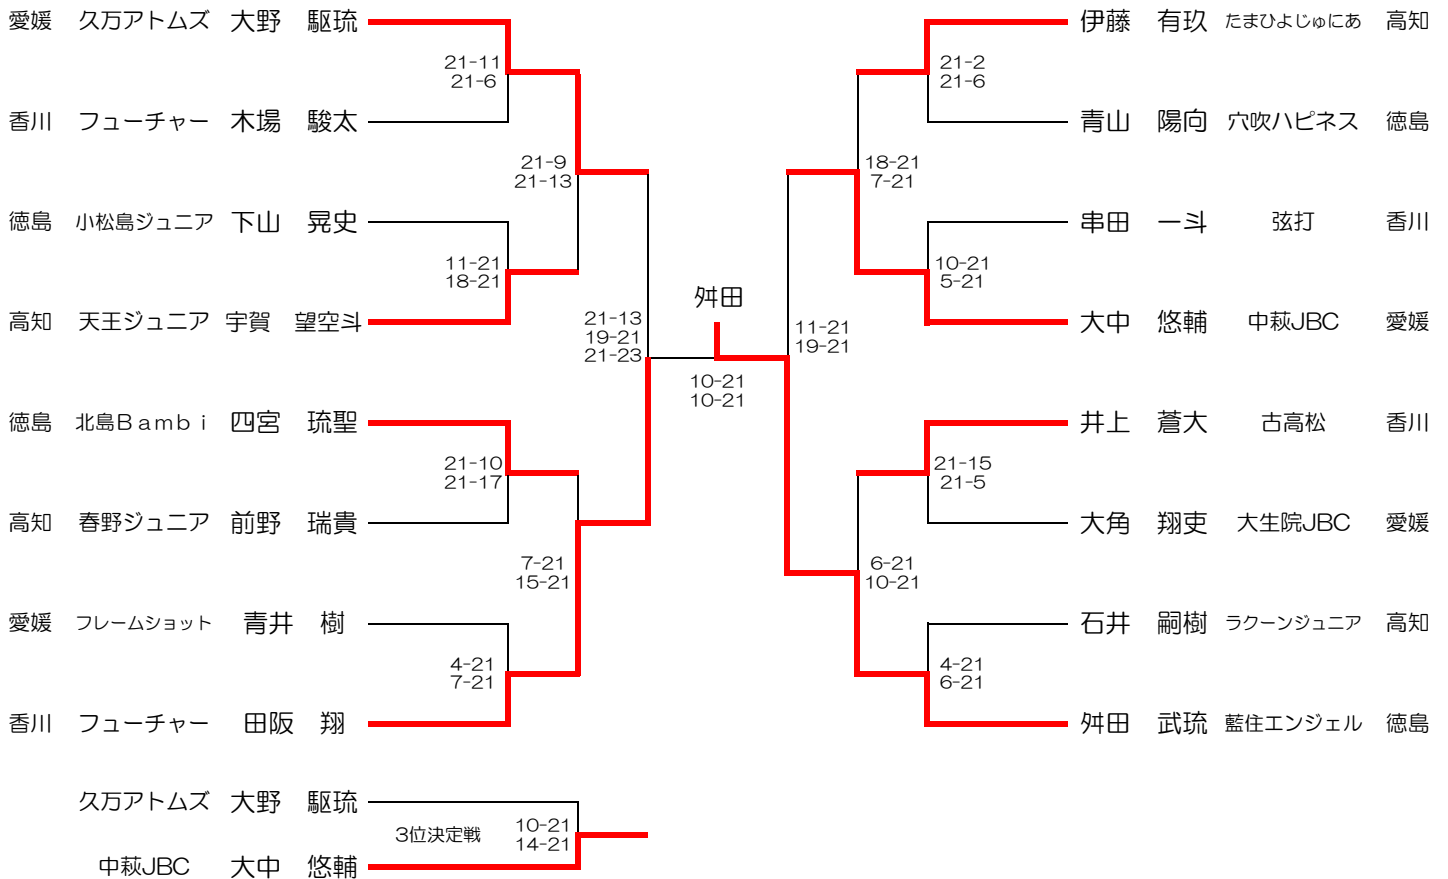 愛媛 久万アトムズ 大野 駆琉
21-11
21-6
香川 フューチャー 木場 駿太
21-9
21-13
徳島 小松島ジュニア 下山 晃史
11-21
18-21
高知 天王ジュニア 宇賀 望空斗
21-13
19-21
21-23
徳島 北島Ｂａｍｂｉ 四宮 琉聖
21-10
21-17
高知 春野ジュニア 前野 瑞貴
7-21
15-21
愛媛 フレームショット 青井 樹
4-21
7-21
香川 フューチャー 田阪 翔
舛田
10-21
10-21
伊藤 有玖 たまひよじゅにあ 高知
21-2
21-6
青山 陽向 穴吹ハピネス 徳島
18-21
7-21
串田 一斗 弦打 香川
10-21
5-21
大中 悠輔 中萩JBC 愛媛
11-21
19-21
井上 蒼大 古高松 香川
21-15
21-5
大角 翔吏 大生院JBC 愛媛
6-21
10-21
石井 嗣樹 ラクーンジュニア 高知
4-21
6-21
舛田 武琉 藍住エンジェル 徳島
久万アトムズ 大野 駆琉
3位決定戦
10-21
14-21
中萩JBC 大中 悠輔